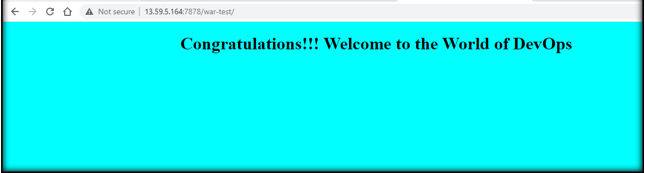 Not secure | 13.59.5.164:7878/war-test/
Congratulations!!! Welcome to the World of DevOps